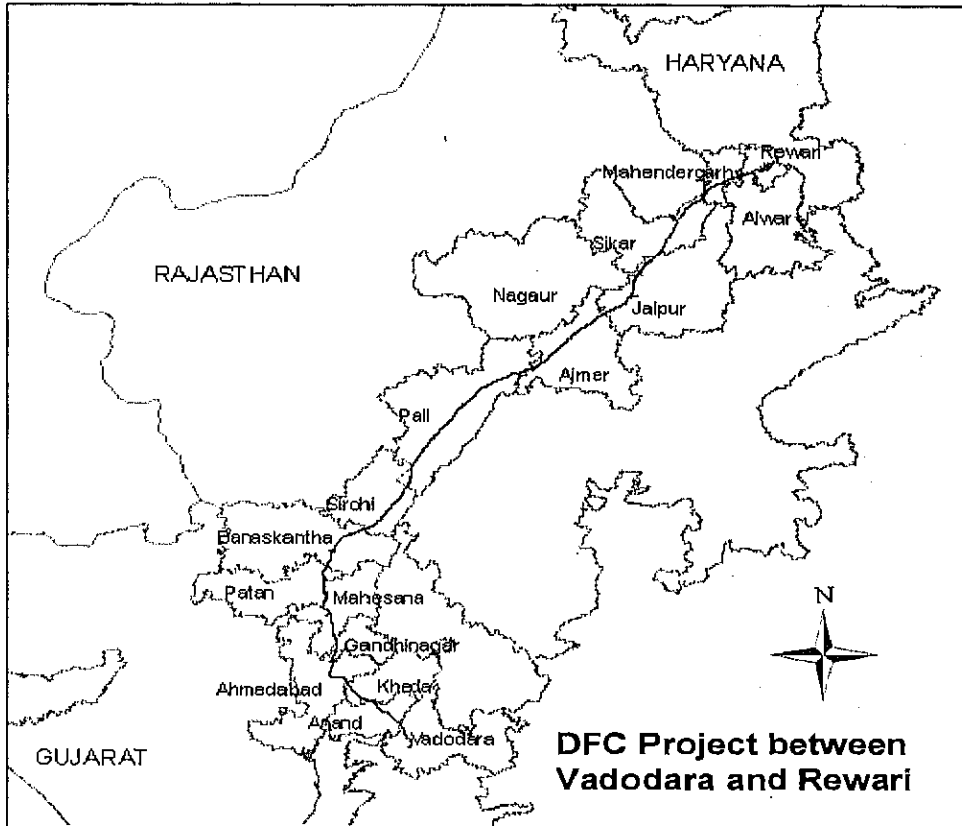 HARYANA
Rewari
Mahendergarh
Alwar
Sikar
RAJASTHAN
Nagaur
Jaipur
Ajmer
Pali
Sirohi
Banaskantha
Patan
Mahesana
N
Gandhinagar
Kheda
Ahmedabad
Anand
Vadodara
GUJARAT
DFC Project between
Vadodara and Rewari